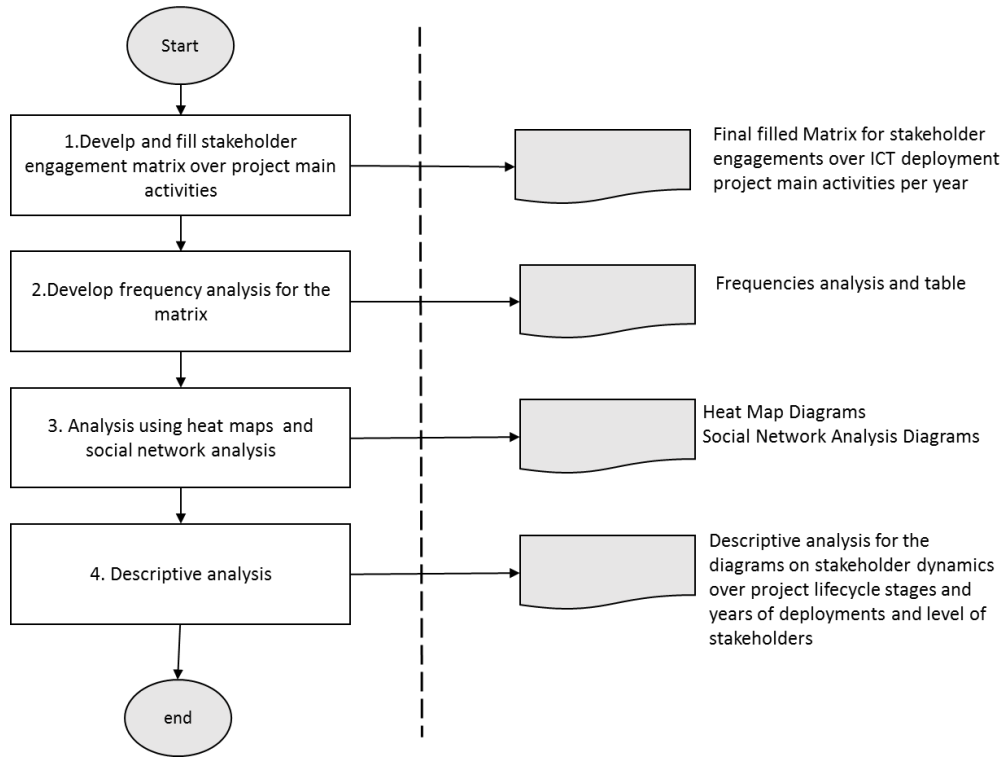 Start
1.Develp and fill stakeholder
engagement matrix over project main
activities
Final filled Matrix for stakeholder
engagements over ICT deployment
project main activities per year
2.Develop frequency analysis for the
matrix
Frequencies analysis and table
3. Analysis using heat maps and
social network analysis
Heat Map Diagrams
Social Network Analysis Diagrams
4. Descriptive analysis
Descriptive analysis for the
diagrams on stakeholder dynamics
over project lifecycle stages and
years of deployments and level of
stakeholders
end